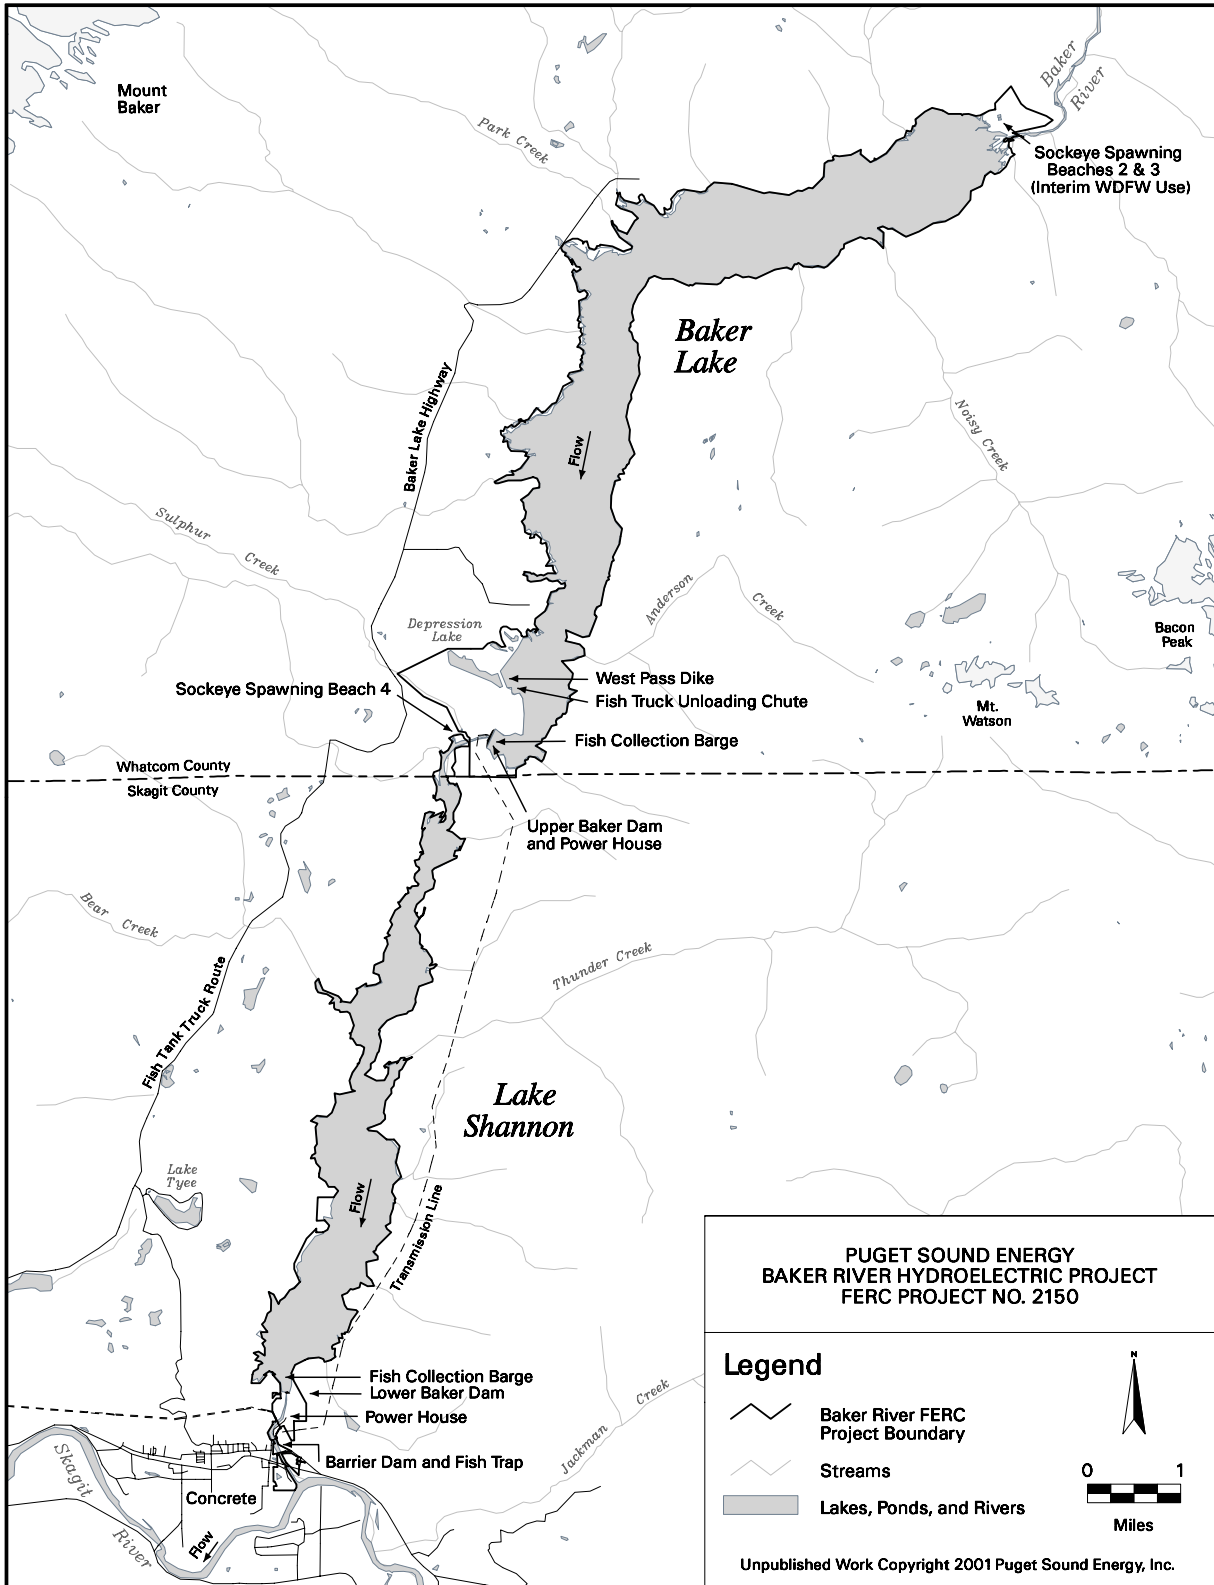 Mount
Baker
Park Creek
Baker
River
Sockeye Spawning
Beaches 2 & 3
(Interim WDFW Use)
Baker
Lake
Baker Lake Highway
Flow
Noisy Creek
Sulphur
Creek
Anderson
Creek
Depression
Lake
Bacon
Peak
West Pass Dike
Sockeye Spawning Beach 4
Fish Truck Unloading Chute
Mt.
Watson
Fish Collection Barge
Whatcom County
Skagit County
Upper Baker Dam
and Power House
Bear Creek
Thunder Creek
Fish Tank Truck Route
Lake
Shannon
Lake
Tyee
Flow
Transmission Line
Fish Collection Barge
Lower Baker Dam
Power House
Barrier Dam and Fish Trap
Jackman Creek
Concrete
Skagit
River
Flow
PUGET SOUND ENERGY
BAKER RIVER HYDROELECTRIC PROJECT
FERC PROJECT NO. 2150
Legend
N
Baker River FERC
Project Boundary
Streams
Lakes, Ponds, and Rivers
0 1
Miles
Unpublished Work Copyright 2001 Puget Sound Energy, Inc.